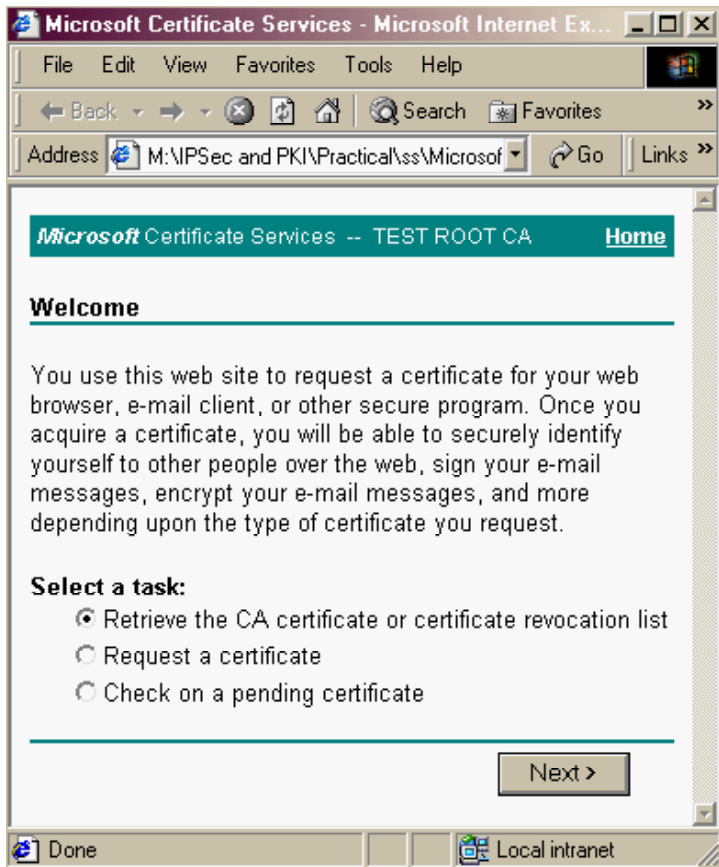 Microsoft Certificate Services - Microsoft Internet Ex...
File Edit View Favorites Tools Help
Back Search Favorites »
Address M:\IPSec and PKI\Practical\ss\Microsof Go Links »
Microsoft Certificate Services -- TEST ROOT CA Home
Welcome
You use this web site to request a certificate for your web
browser, e-mail client, or other secure program. Once you
acquire a certificate, you will be able to securely identify
yourself to other people over the web, sign your e-mail
messages, encrypt your e-mail messages, and more
depending upon the type of certificate you request.
Select a task:
Retrieve the CA certificate or certificate revocation list
Request a certificate
Check on a pending certificate
Next >
Done Local intranet